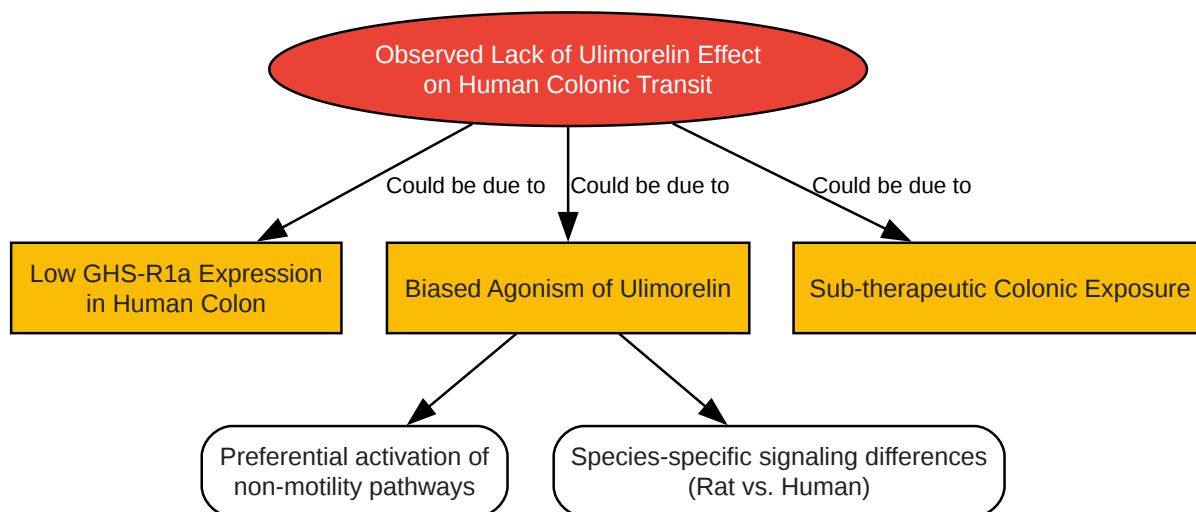 Observed Lack of Ulimorelin Effect
on Human Colonic Transit
Could be due to
Could be due to
Could be due to
Low GHS-R1a Expression
in Human Colon
Biased Agonism of Ulimorelin
Sub-therapeutic Colonic Exposure
Preferential activation of
non-motility pathways
Species-specific signaling differences
(Rat vs. Human)